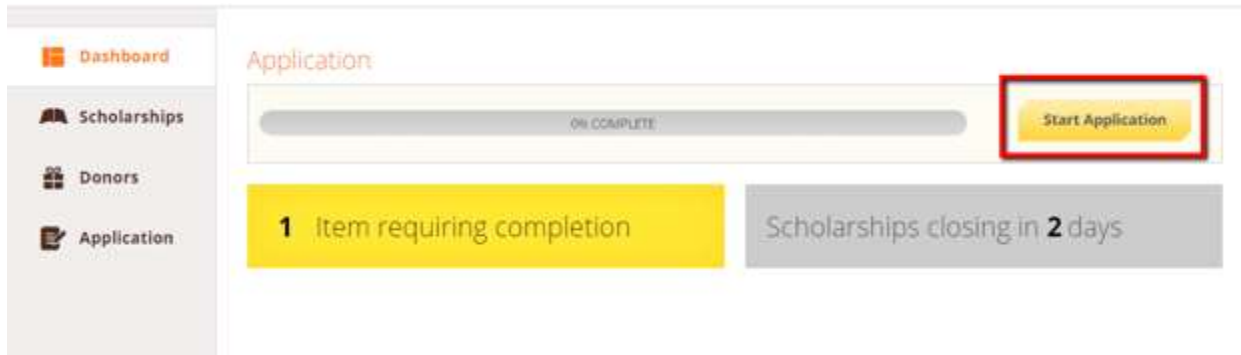 Dashboard
Scholarships
Donors
Application
Application
0% COMPLETE
Start Application
1 Item requiring completion
Scholarships closing in 2 days